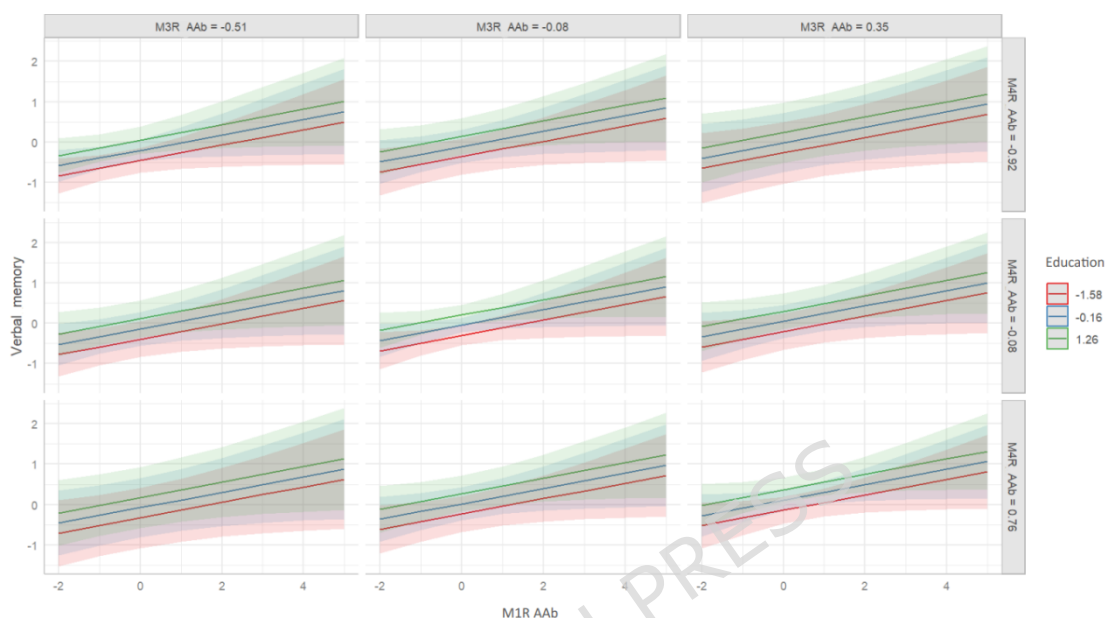 M3R AAb = -0.51
M3R AAb = -0.08
M3R AAb = 0.35
2
1
0
-1
M4R AAb = -0.92
2
1
0
-1
M4R AAb = -0.08
2
1
0
-1
M4R AAb = 0.76
Verbal memory
-2 0 2 4
-2 0 2 4
-2 0 2 4
M1R AAb
Education
-1.58
-0.16
1.26
PRESS